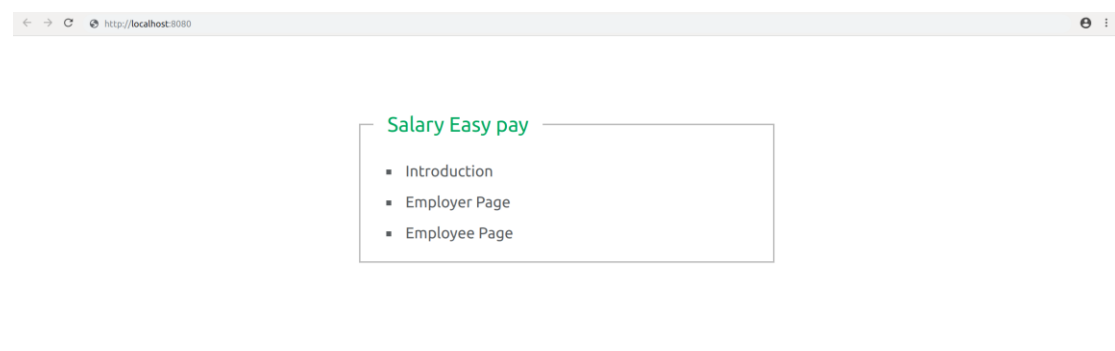 http://localhost:8080
Salary Easy pay
Introduction
Employer Page
Employee Page